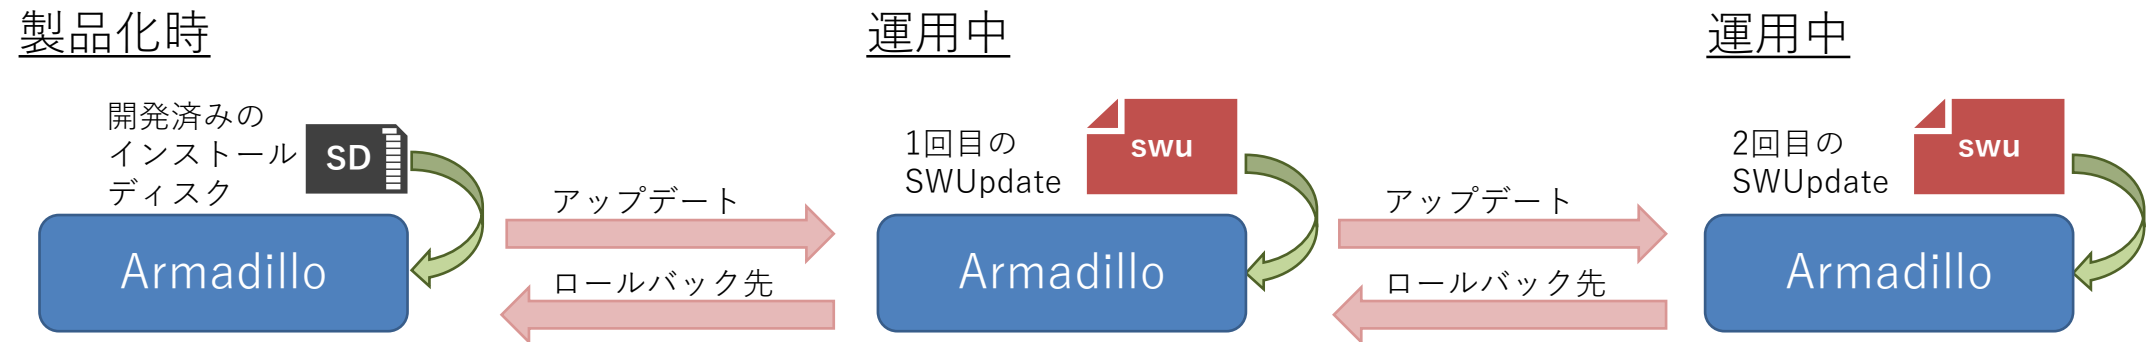 製品化時
開発済みの
インストール
ディスク
SD
Armadillo
アップデート
ロールバック先
運用中
1回目の
SWUpdate
swu
Armadillo
アップデート
ロールバック先
運用中
2回目の
SWUpdate
swu
Armadillo